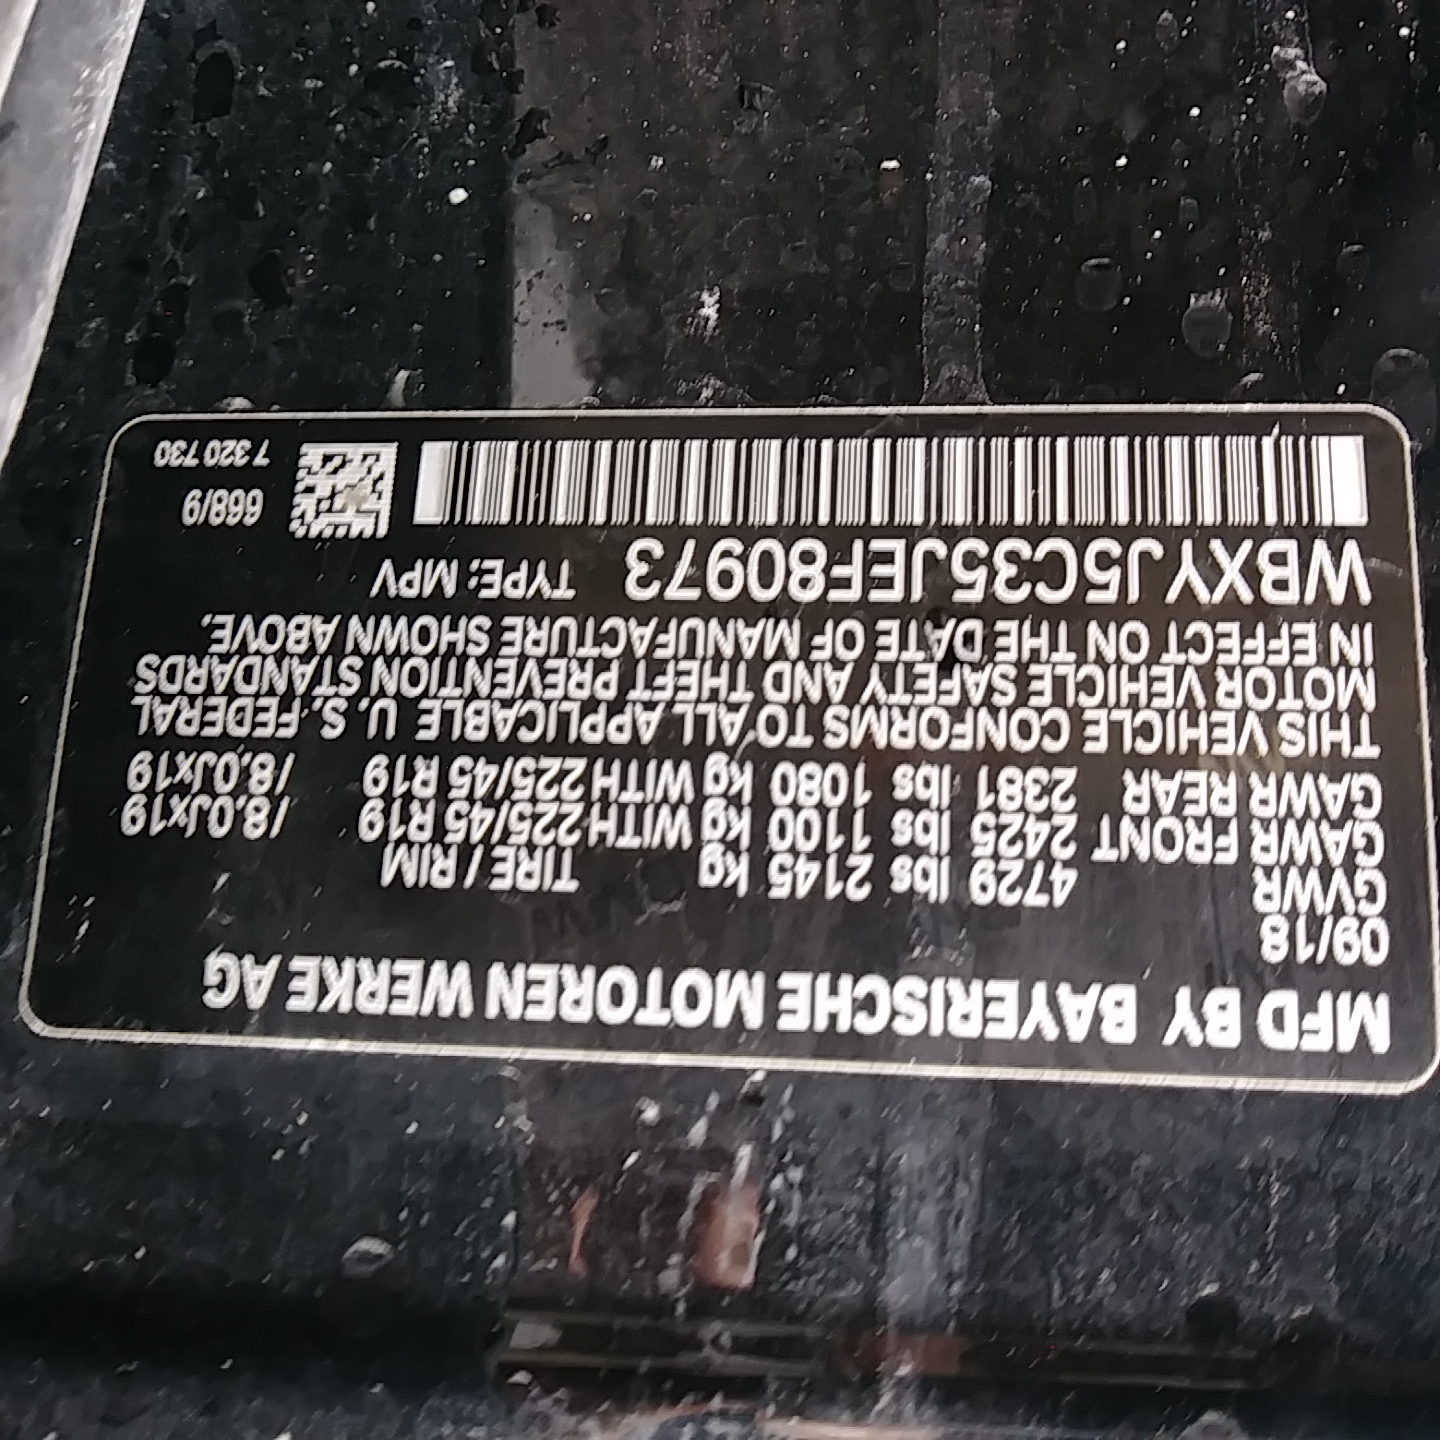 MFD BY BAYERISCHE MOTOREN WERKE AG
09/18
GVWR 4729 lbs 2145 kg TIRE / RIM
GAWR FRONT 2425 lbs 1100 kg WITH 225/45 R19 /8.0Jx19
GAWR REAR 2381 lbs 1080 kg WITH 225/45 R19 /8.0Jx19
THIS VEHICLE CONFORMS TO ALL APPLICABLE U. S. FEDERAL
MOTOR VEHICLE SAFETY AND THEFT PREVENTION STANDARDS
IN EFFECT ON THE DATE OF MANUFACTURE SHOWN ABOVE.
WBXYJ5C35JEF80973 TYPE: MPV
668/9
7 320 730